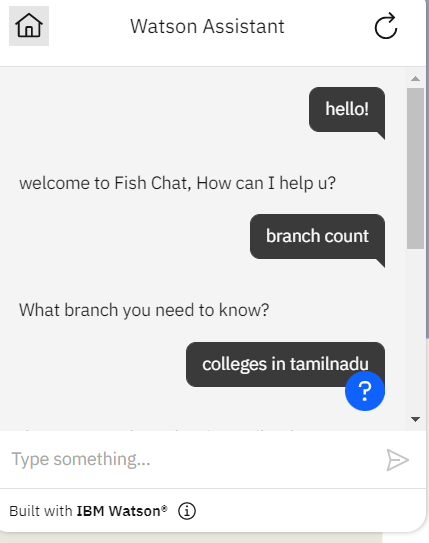 Watson Assistant
hello!
welcome to Fish Chat, How can I help u?
branch count
What branch you need to know?
colleges in tamilnadu
?
Type something...
Built with IBM Watson®